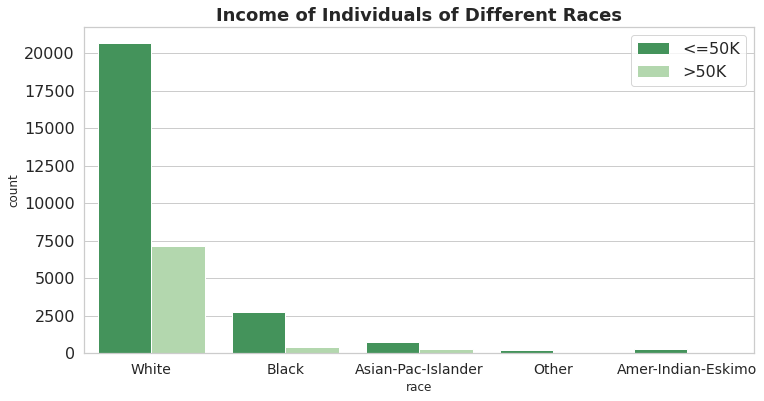 Income of Individuals of Different Races
<=50K
>50K
20000
17500
15000
12500
10000
7500
5000
2500
0
count
White Black Asian-Pac-Islander Other Amer-Indian-Eskimo
race